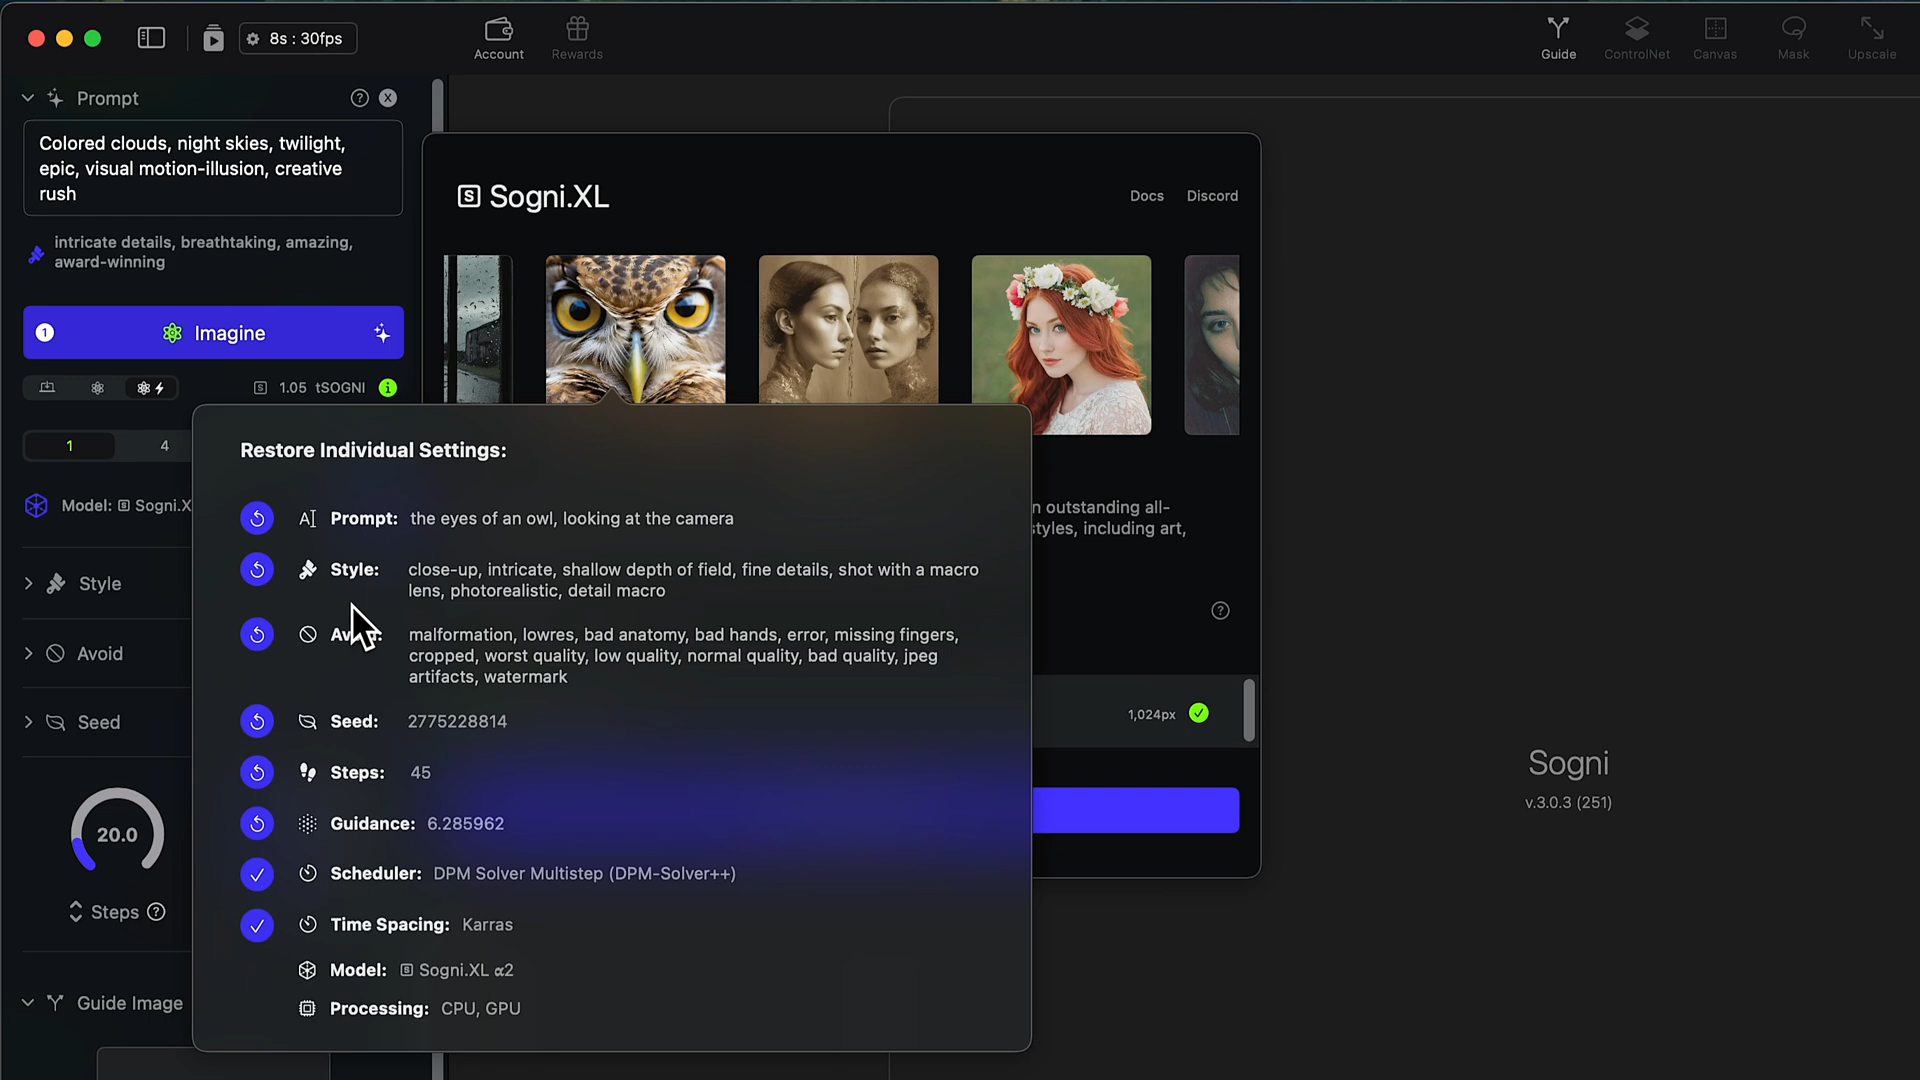 8s : 30fps
Account
Rewards
Guide
ControlNet
Canvas
Mask
Upscale
Prompt
Colored clouds, night skies, twilight,
epic, visual motion-illusion, creative
rush
intricate details, breathtaking, amazing,
award-winning
1
Imagine
1.05 tSOGNI
1
4
Model: S Sogni.X
Style
Avoid
Seed
20.0
Steps
Guide Image
S Sogni.XL
Docs
Discord
n outstanding all-
styles, including art,
1,024px
Restore Individual Settings:
Prompt: the eyes of an owl, looking at the camera
Style: close-up, intricate, shallow depth of field, fine details, shot with a macro
lens, photorealistic, detail macro
malformation, lowres, bad anatomy, bad hands, error, missing fingers,
cropped, worst quality, low quality, normal quality, bad quality, jpeg
artifacts, watermark
Seed: 2775228814
Steps: 45
Guidance: 6.285962
Scheduler: DPM Solver Multistep (DPM-Solver++)
Time Spacing: Karras
Model: S Sogni.XL α2
Processing: CPU, GPU
Sogni
v.3.0.3 (251)